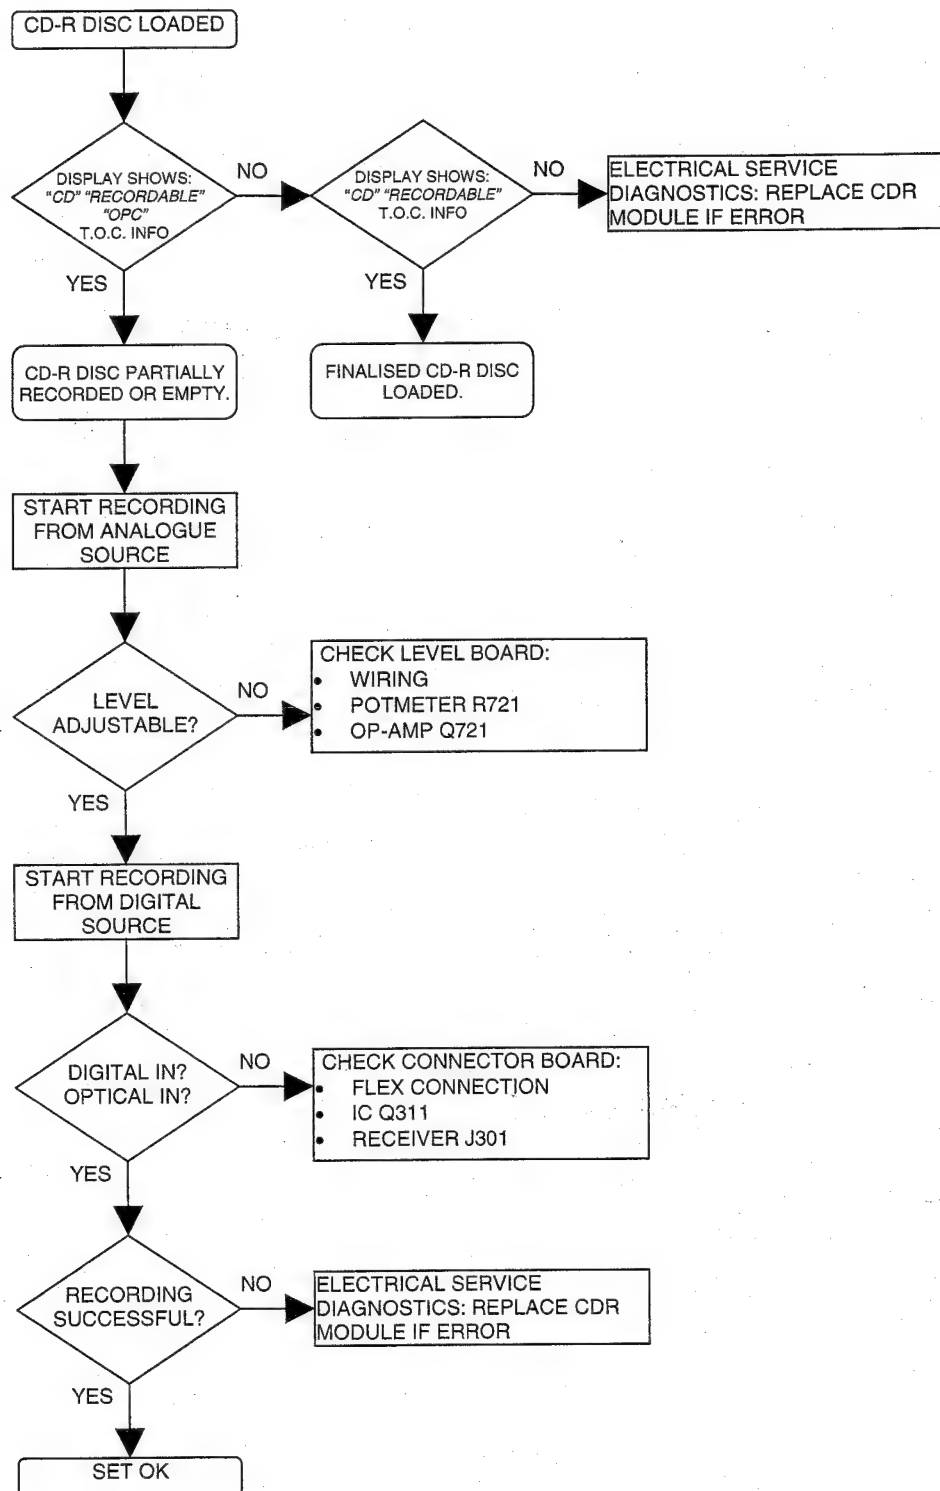 CD-R DISC LOADED
DISPLAY SHOWS:
"CD" "RECORDABLE"
"OPC"
T.O.C. INFO
NO
DISPLAY SHOWS:
"CD" "RECORDABLE"
T.O.C. INFO
NO
ELECTRICAL SERVICE
DIAGNOSTICS: REPLACE CDR
MODULE IF ERROR
YES
YES
CD-R DISC PARTIALLY
RECORDED OR EMPTY.
FINALISED CD-R DISC
LOADED.
START RECORDING
FROM ANALOGUE
SOURCE
LEVEL
ADJUSTABLE?
NO
CHECK LEVEL BOARD:
• WIRING
• POTMETER R721
• OP-AMP Q721
YES
START RECORDING
FROM DIGITAL
SOURCE
DIGITAL IN?
OPTICAL IN?
NO
CHECK CONNECTOR BOARD:
• FLEX CONNECTION
• IC Q311
• RECEIVER J301
YES
RECORDING
SUCCESSFUL?
NO
ELECTRICAL SERVICE
DIAGNOSTICS: REPLACE CDR
MODULE IF ERROR
YES
SET OK